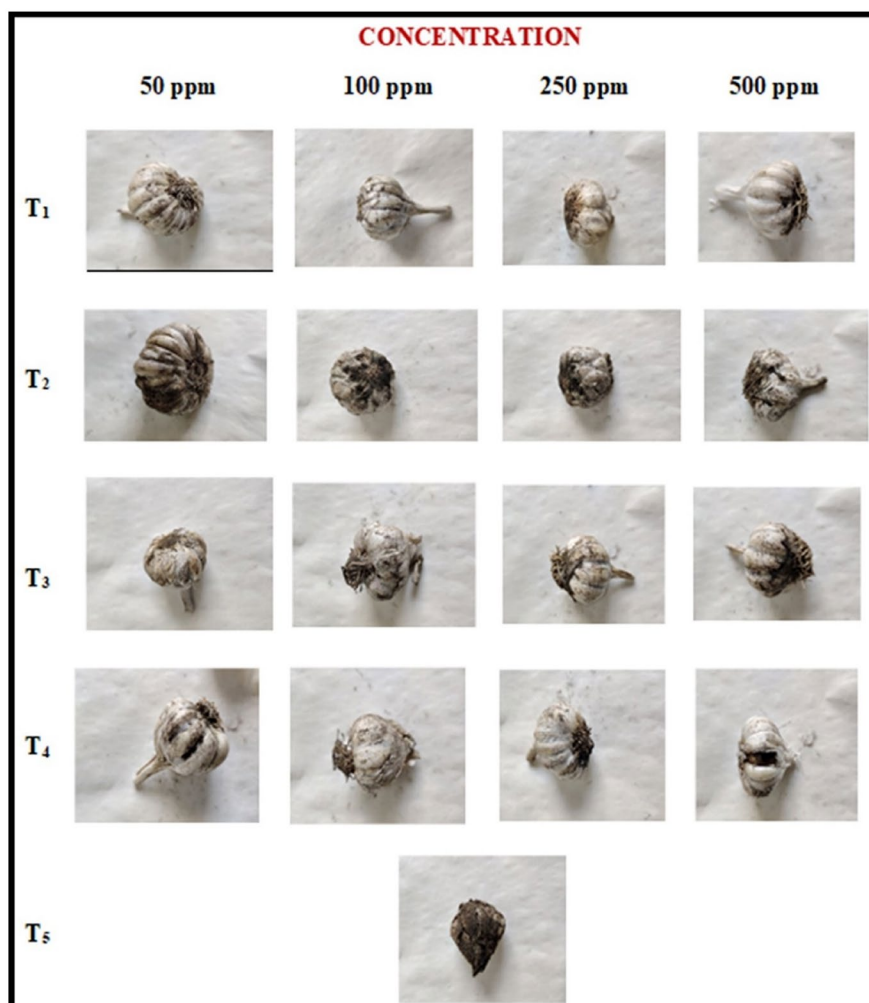 CONCENTRATION
50 ppm 100 ppm 250 ppm 500 ppm
T₁
T₂
T₃
T₄
T₅